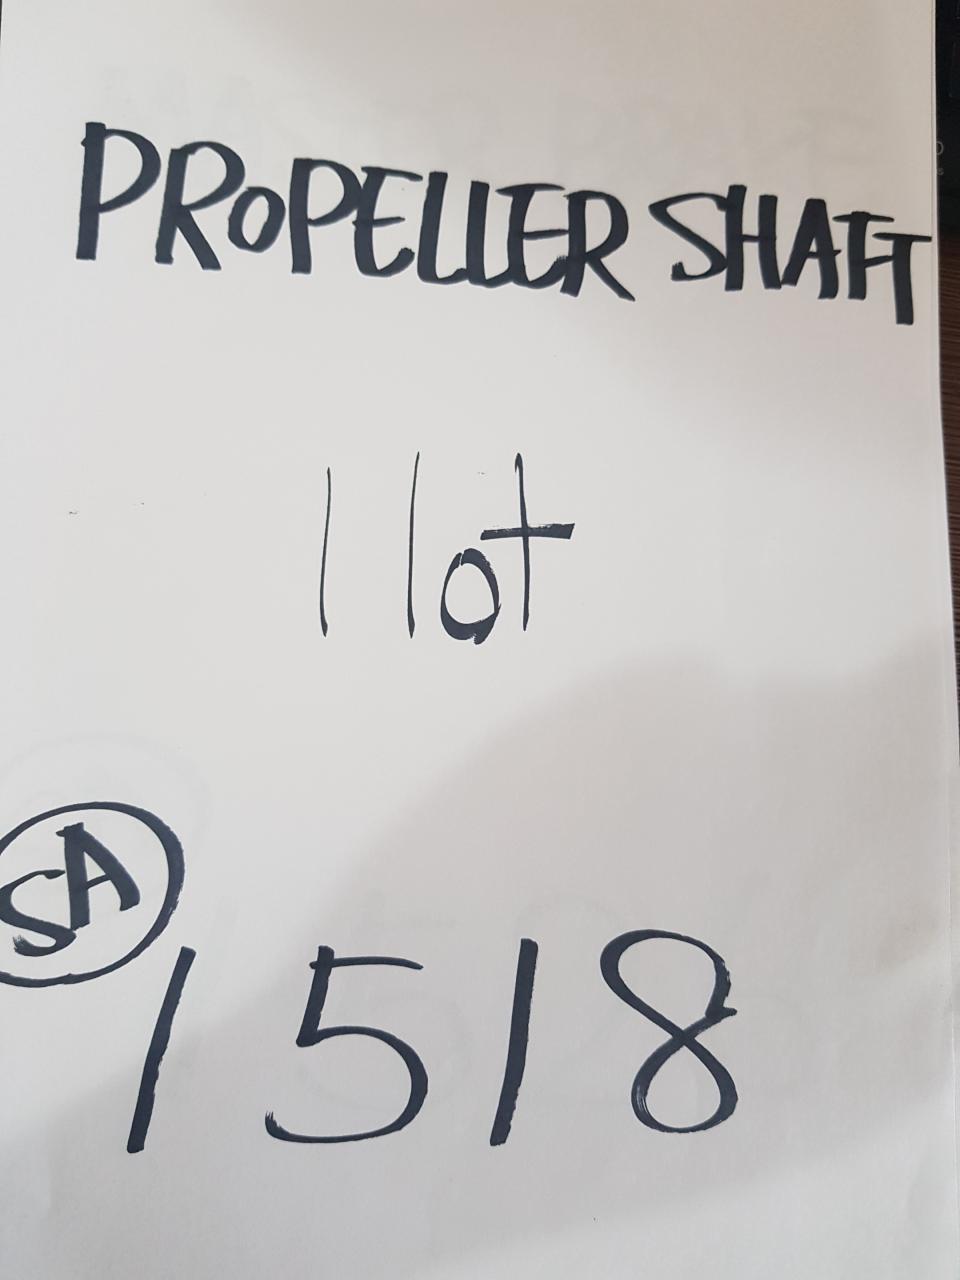 PROPELLER SHAFT
1 lot
SA
1518